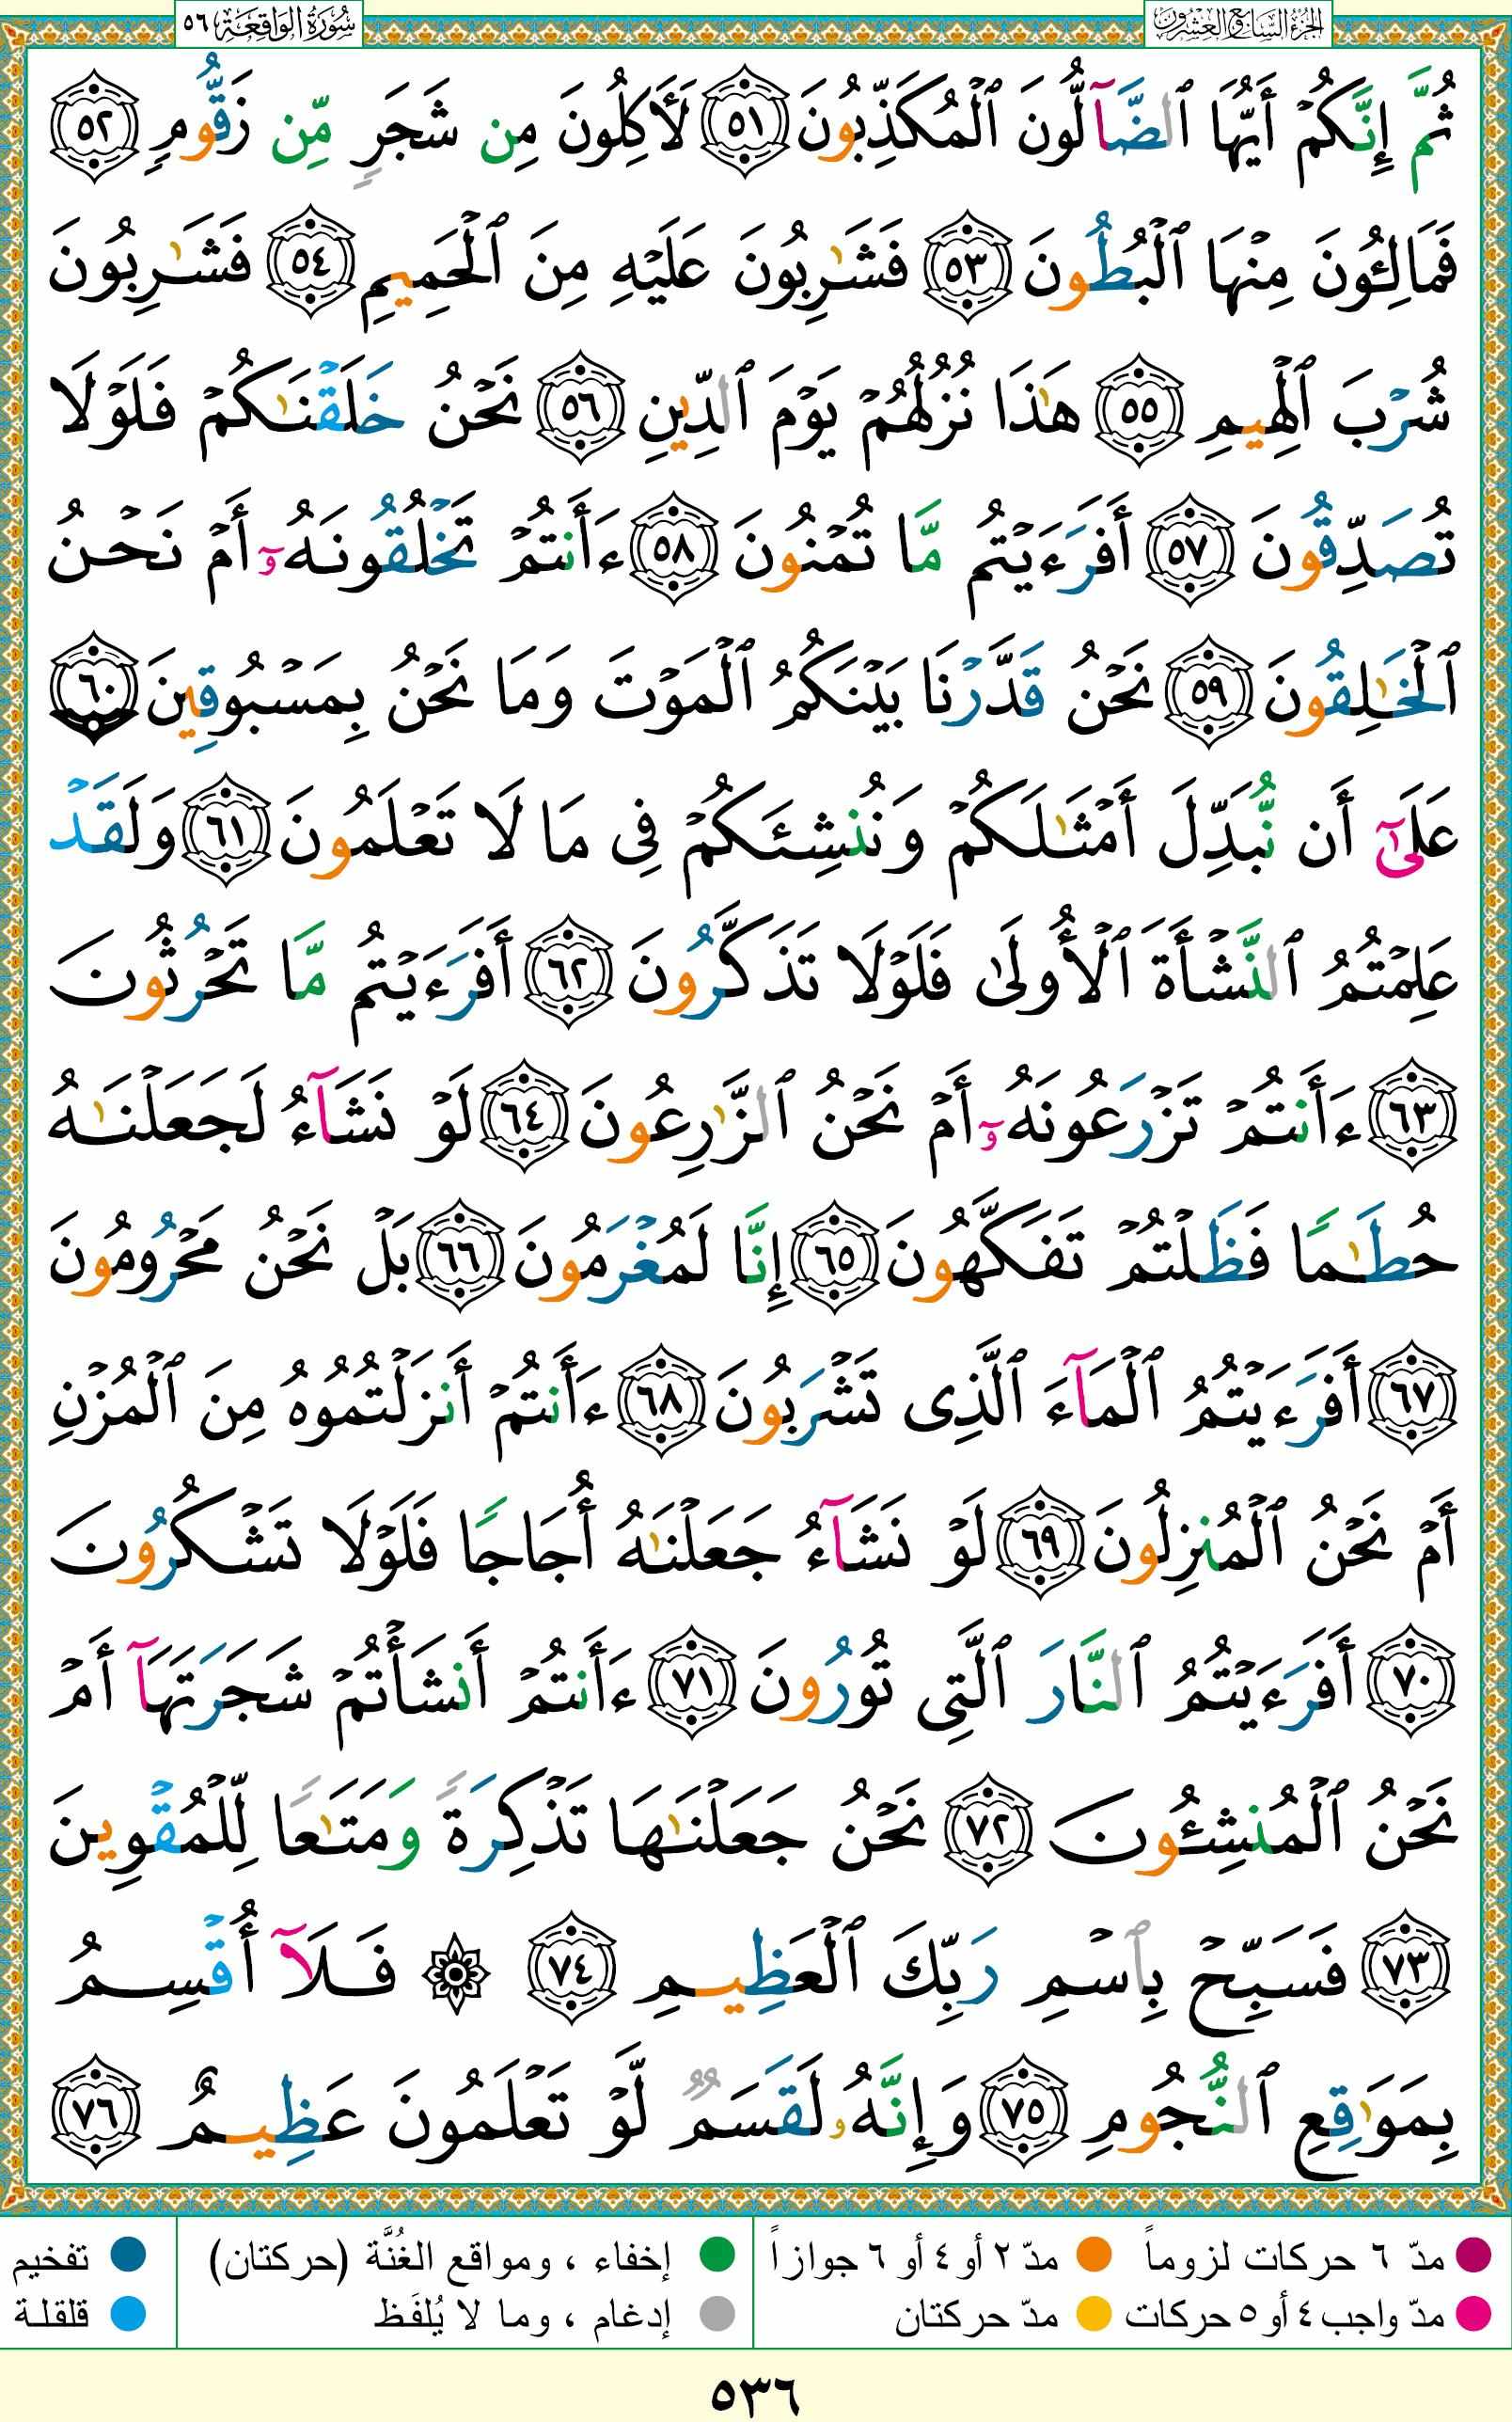 الجزء السابع والعشرون
سورة الواقعة ٥٦
ثُمَّ إِنَّكُمْ أَيُّهَا ٱلضَّآلُّونَ ٱلْمُكَذِّبُونَ ٥١ لَأَكِلُونَ مِن شَجَرٍ مِّن زَقُّومٍ ٥٢
فَمَالِـُٔونَ مِنْهَا ٱلْبُطُونَ ٥٣ فَشَـٰرِبُونَ عَلَيْهِ مِنَ ٱلْحَمِيمِ ٥٤ فَشَـٰرِبُونَ
شُرْبَ ٱلْهِيمِ ٥٥ هَـٰذَا نُزُلُهُمْ يَوْمَ ٱلدِّينِ ٥٦ نَحْنُ خَلَقْنَـٰكُمْ فَلَوْلَا
تُصَدِّقُونَ ٥٧ أَفَرَءَيْتُم مَّا تُمْنُونَ ٥٨ ءَأَنتُمْ تَخْلُقُونَهُۥٓ أَمْ نَحْنُ
ٱلْخَـٰلِقُونَ ٥٩ نَحْنُ قَدَّرْنَا بَيْنَكُمُ ٱلْمَوْتَ وَمَا نَحْنُ بِمَسْبُوقِينَ ٦٠
عَلَىٰٓ أَن نُّبَدِّلَ أَمْثَـٰلَكُمْ وَنُنشِئَكُمْ فِى مَا لَا تَعْلَمُونَ ٦١ وَلَقَدْ
عَلِمْتُمُ ٱلنَّشْأَةَ ٱلْأُولَىٰ فَلَوْلَا تَذَكَّرُونَ ٦٢ أَفَرَءَيْتُم مَّا تَحْرُثُونَ
٦٣ ءَأَنتُمْ تَزْرَعُونَهُۥٓ أَمْ نَحْنُ ٱلزَّٰرِعُونَ ٦٤ لَوْ نَشَآءُ لَجَعَلْنَـٰهُ
حُطَـٰمًا فَظَلْتُمْ تَفَكَّهُونَ ٦٥ إِنَّا لَمُغْرَمُونَ ٦٦ بَلْ نَحْنُ مَحْرُومُونَ
٦٧ أَفَرَءَيْتُمُ ٱلْمَآءَ ٱلَّذِى تَشْرَبُونَ ٦٨ ءَأَنتُمْ أَنزَلْتُمُوهُ مِنَ ٱلْمُزْنِ
أَمْ نَحْنُ ٱلْمُنزِلُونَ ٦٩ لَوْ نَشَآءُ جَعَلْنَـٰهُ أُجَاجًا فَلَوْلَا تَشْكُرُونَ
٧٠ أَفَرَءَيْتُمُ ٱلنَّارَ ٱلَّتِى تُورُونَ ٧١ ءَأَنتُمْ أَنشَأْتُمْ شَجَرَتَهَآ أَمْ
نَحْنُ ٱلْمُنشِـُٔونَ ٧٢ نَحْنُ جَعَلْنَـٰهَا تَذْكِرَةً وَمَتَـٰعًا لِّلْمُقْوِينَ
٧٣ فَسَبِّحْ بِٱسْمِ رَبِّكَ ٱلْعَظِيمِ ٧٤ ۞ فَلَآ أُقْسِمُ
بِمَوَٰقِعِ ٱلنُّجُومِ ٧٥ وَإِنَّهُۥ لَقَسَمٌ لَّوْ تَعْلَمُونَ عَظِيمٌ ٧٦
مدّ ٦ حركات لزوماً مدّ ٢ أو ٤ أو ٦ جوازاً إخفاء ، ومواقع الغُنَّة (حركتان) تفخيم
مدّ واجب ٤ أو ٥ حركات مدّ حركتان إدغام ، وما لا يُلفَظ قلقلة
٥٣٦